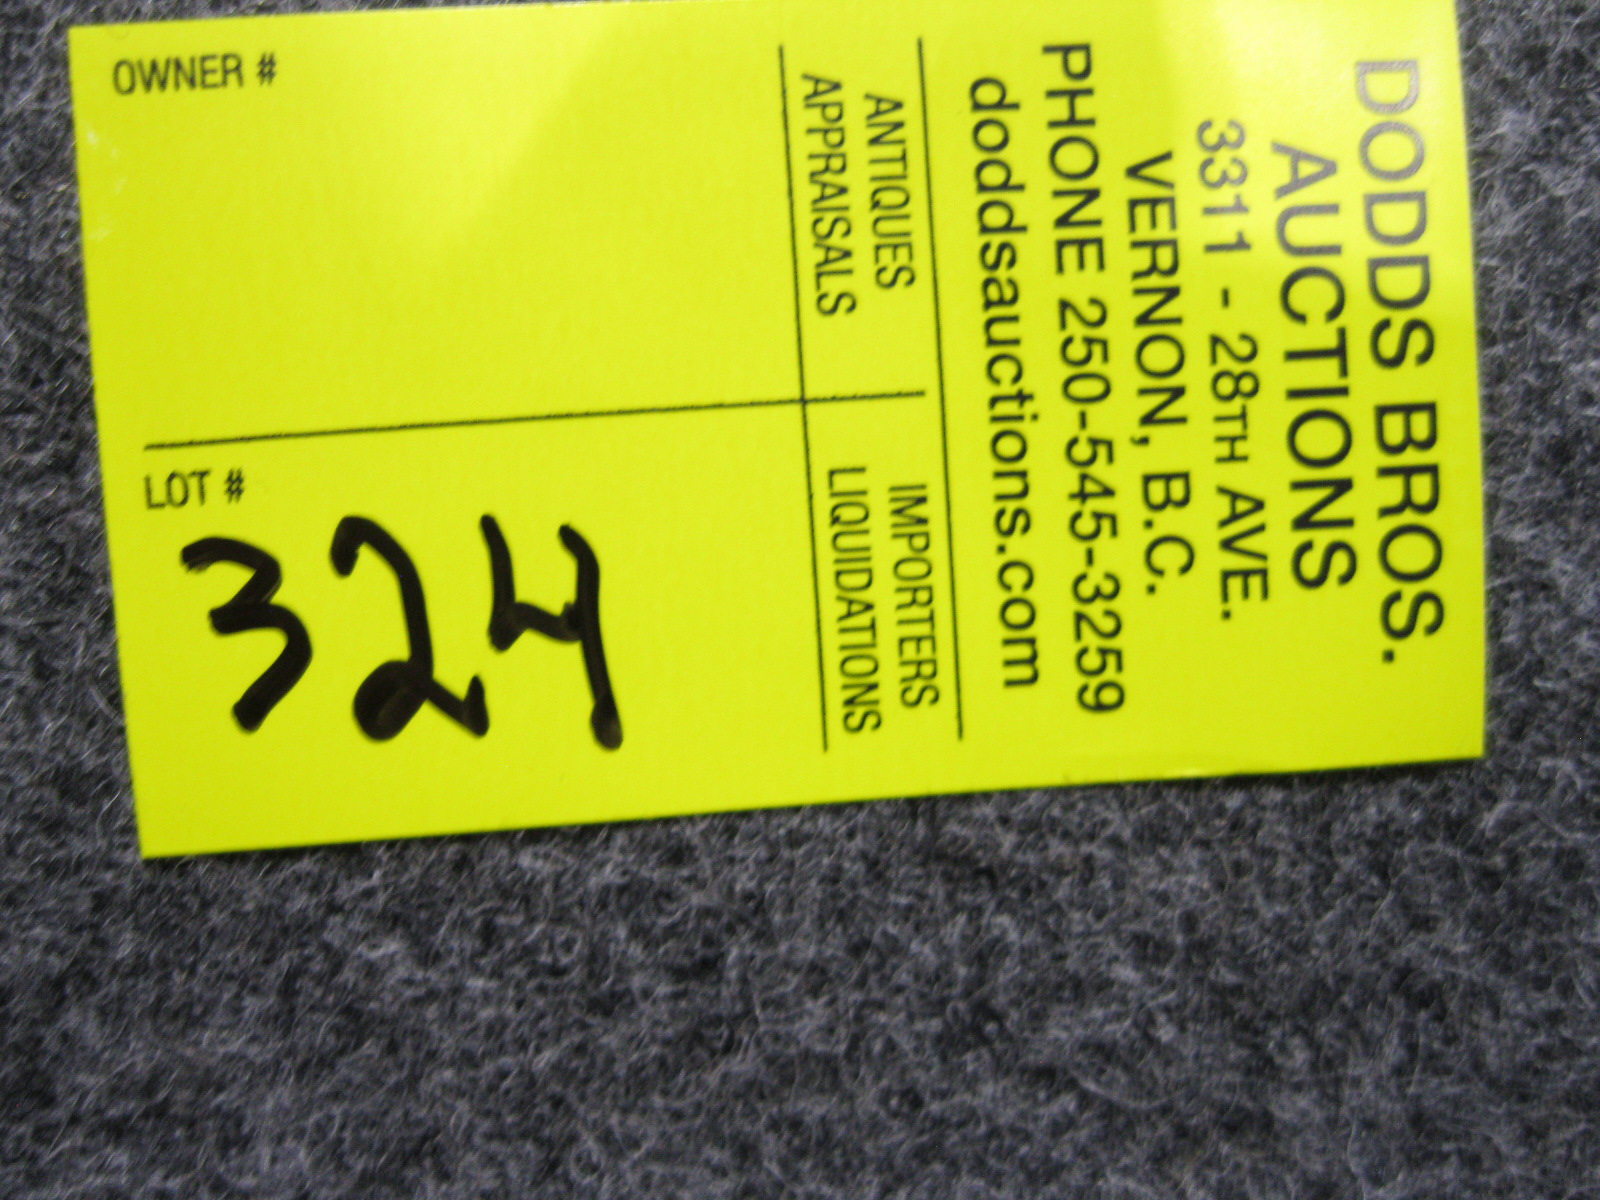 DODDS BROS.
AUCTIONS
3311 - 28TH AVE.
VERNON, B.C.
PHONE 250-545-3259
doddsauctions.com
ANTIQUES
APPRAISALS
IMPORTERS
LIQUIDATIONS
OWNER #
LOT #
324